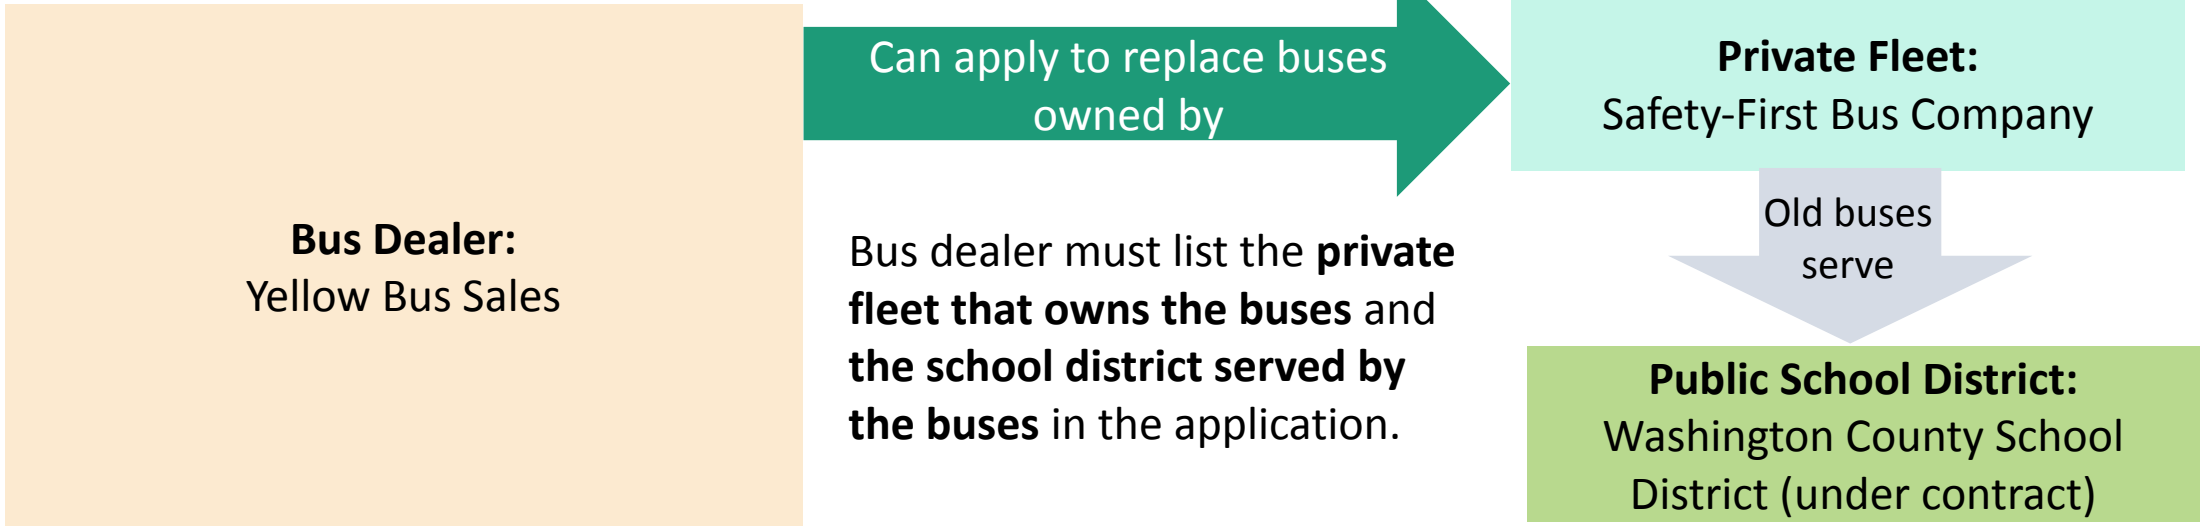 Bus Dealer:
Yellow Bus Sales
Can apply to replace buses
owned by
Bus dealer must list the private
fleet that owns the buses and
the school district served by
the buses in the application.
Private Fleet:
Safety-First Bus Company
Old buses
serve
Public School District:
Washington County School
District (under contract)